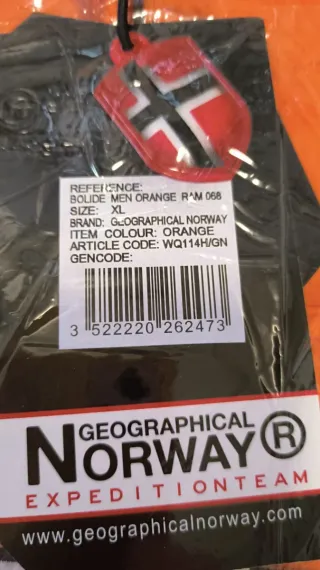 REFERENCE:
BOLIDE MEN ORANGE RAM 068
SIZE: XL
BRAND: GEOGRAPHICAL NORWAY
ITEM COLOUR: ORANGE
ARTICLE CODE: WQ114H/GN
GENCODE:
3 522220 262473
GEOGRAPHICAL
NORWAY®
EXPEDITIONTEAM
www.geographicalnorway.com